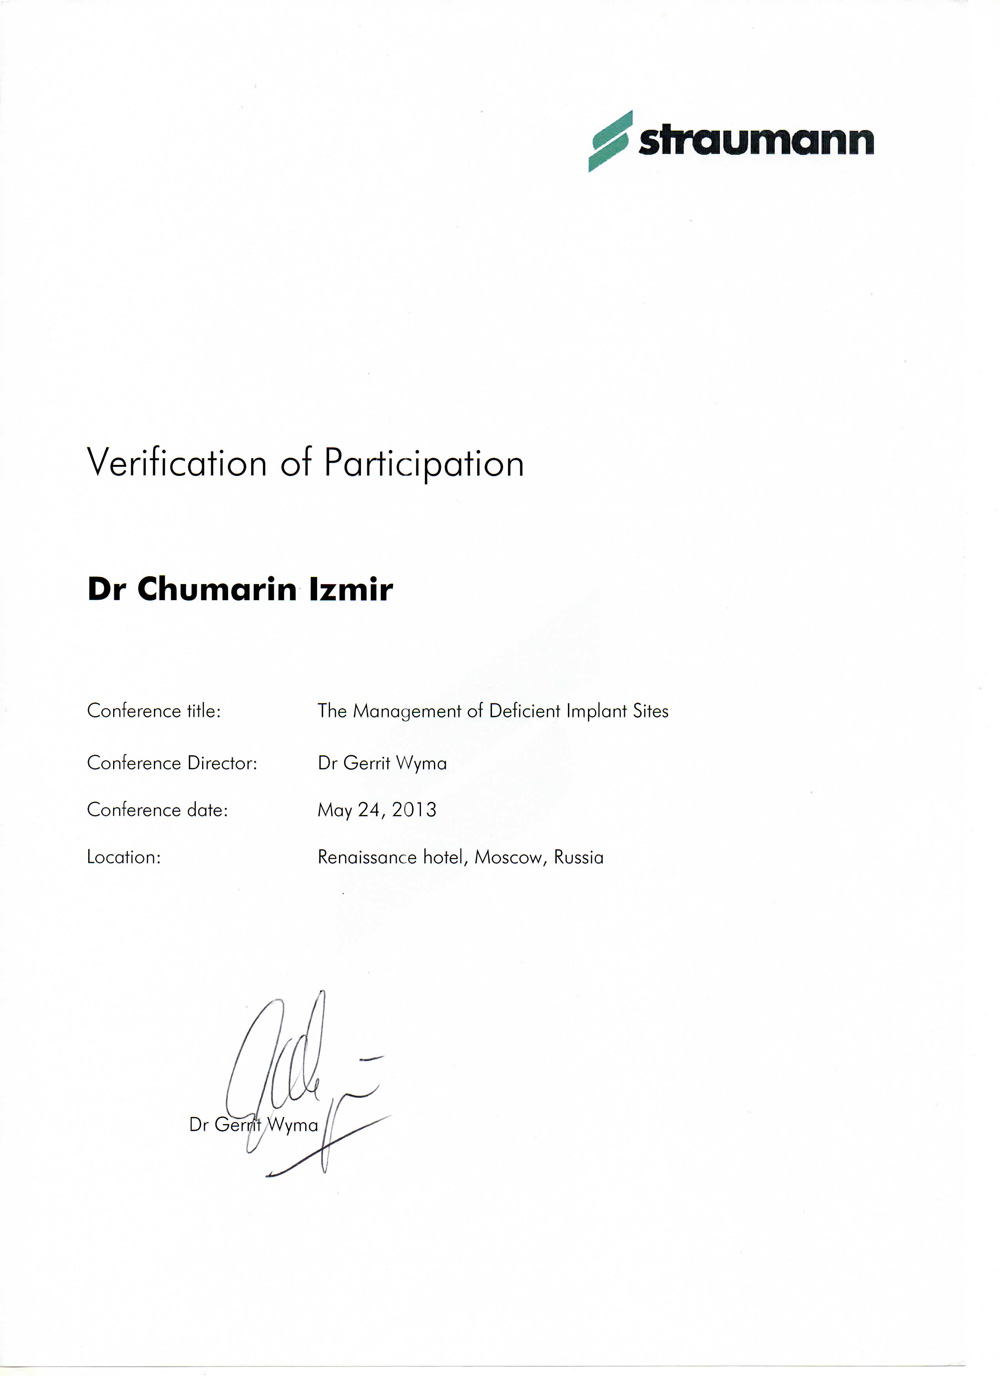 straumann
Verification of Participation
Dr Chumarin Izmir
Conference title: The Management of Deficient Implant Sites
Conference Director: Dr Gerrit Wyma
Conference date: May 24, 2013
Location: Renaissance hotel, Moscow, Russia
Dr Gerrit Wyma